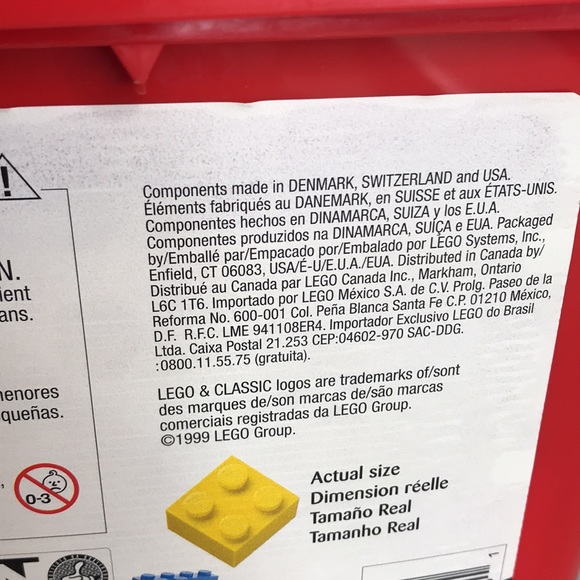 !
Components made in DENMARK, SWITZERLAND and USA.
Éléments fabriqués au DANEMARK, en SUISSE et aux ÉTATS-UNIS.
Componentes hechos en DINAMARCA, SUIZA y los E.U.A.
Componentes produzidos na DINAMARCA, SUIÇA e EUA. Packaged
by/Emballé par/Empacado por/Embalado por LEGO Systems, Inc.,
Enfield, CT 06083, USA/É-U/E.U.A./EUA. Distributed in Canada by/
Distribué au Canada par LEGO Canada Inc., Markham, Ontario
L6C 1T6. Importado por LEGO México S.A. de C.V. Prolg. Paseo de la
Reforma No. 600-001 Col. Peña Blanca Santa Fe C.P. 01210 México,
D.F. R.F.C. LME 941108ER4. Importador Exclusivo LEGO do Brasil
Ltda. Caixa Postal 21.253 CEP:04602-970 SAC-DDG.
:0800.11.55.75 (gratuita).
LEGO & CLASSIC logos are trademarks of/sont
des marques de/son marcas de/são marcas
comerciais registradas da LEGO Group.
©1999 LEGO Group.
N.
ient
ans.
enores
queñas.
0-3
Actual size
Dimension réelle
Tamaño Real
Tamanho Real
1